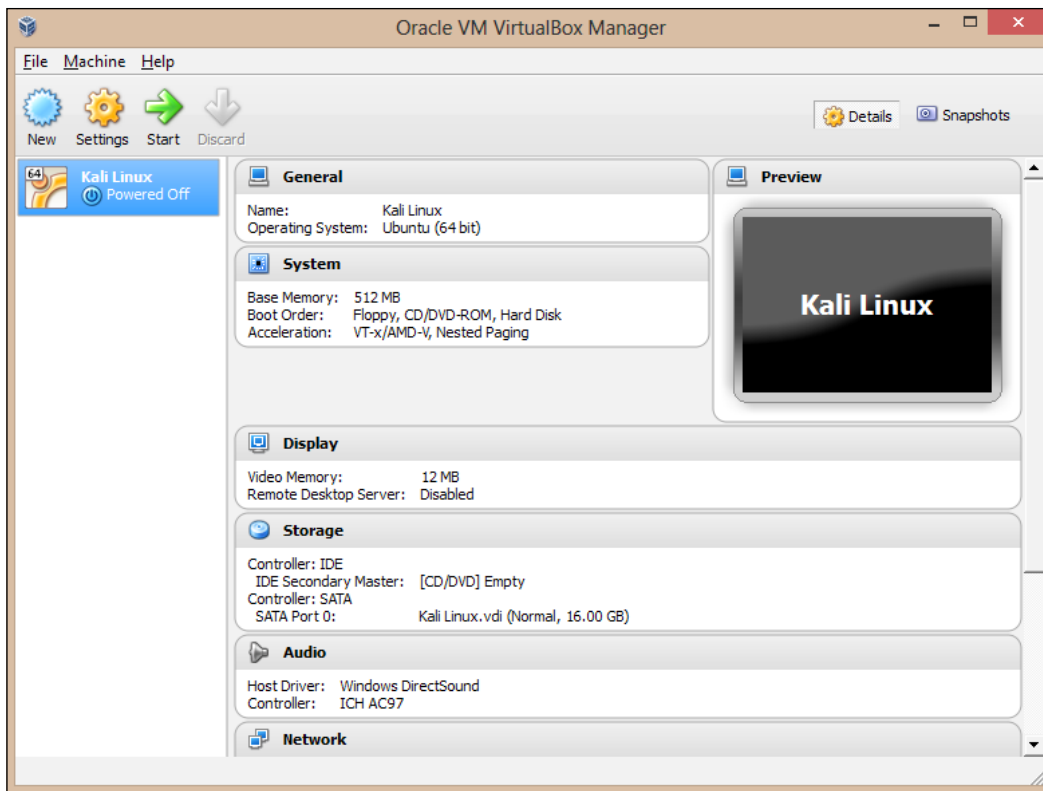 Oracle VM VirtualBox Manager
File Machine Help
New Settings Start Discard
Details Snapshots
64
Kali Linux
Powered Off
General
Name: Kali Linux
Operating System: Ubuntu (64 bit)
System
Base Memory: 512 MB
Boot Order: Floppy, CD/DVD-ROM, Hard Disk
Acceleration: VT-x/AMD-V, Nested Paging
Preview
Kali Linux
Display
Video Memory: 12 MB
Remote Desktop Server: Disabled
Storage
Controller: IDE
IDE Secondary Master: [CD/DVD] Empty
Controller: SATA
SATA Port 0: Kali Linux.vdi (Normal, 16.00 GB)
Audio
Host Driver: Windows DirectSound
Controller: ICH AC97
Network